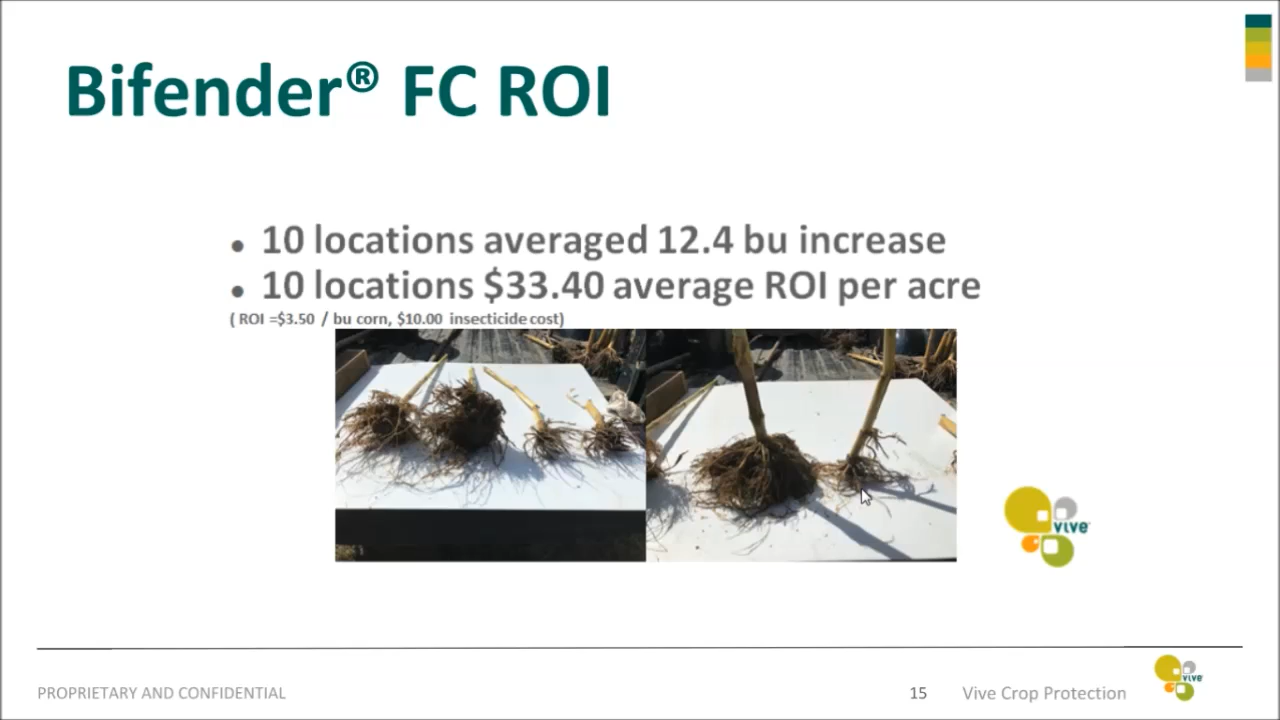 Bifender® FC ROI
• 10 locations averaged 12.4 bu increase
• 10 locations $33.40 average ROI per acre
( ROI =$3.50 / bu corn, $10.00 insecticide cost)
vive
PROPRIETARY AND CONFIDENTIAL
15
Vive Crop Protection
vive